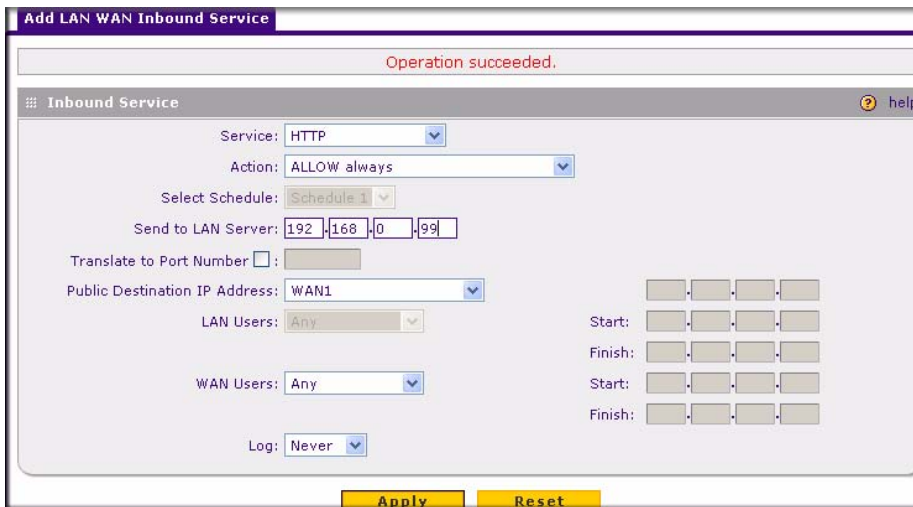 Add LAN WAN Inbound Service
Operation succeeded.
Inbound Service
help
Service: HTTP
Action: ALLOW always
Select Schedule: Schedule 1
Send to LAN Server: 192 .168 .0 .99
Translate to Port Number :
Public Destination IP Address: WAN1
LAN Users: Any Start:
Finish:
WAN Users: Any Start:
Finish:
Log: Never
Apply Reset